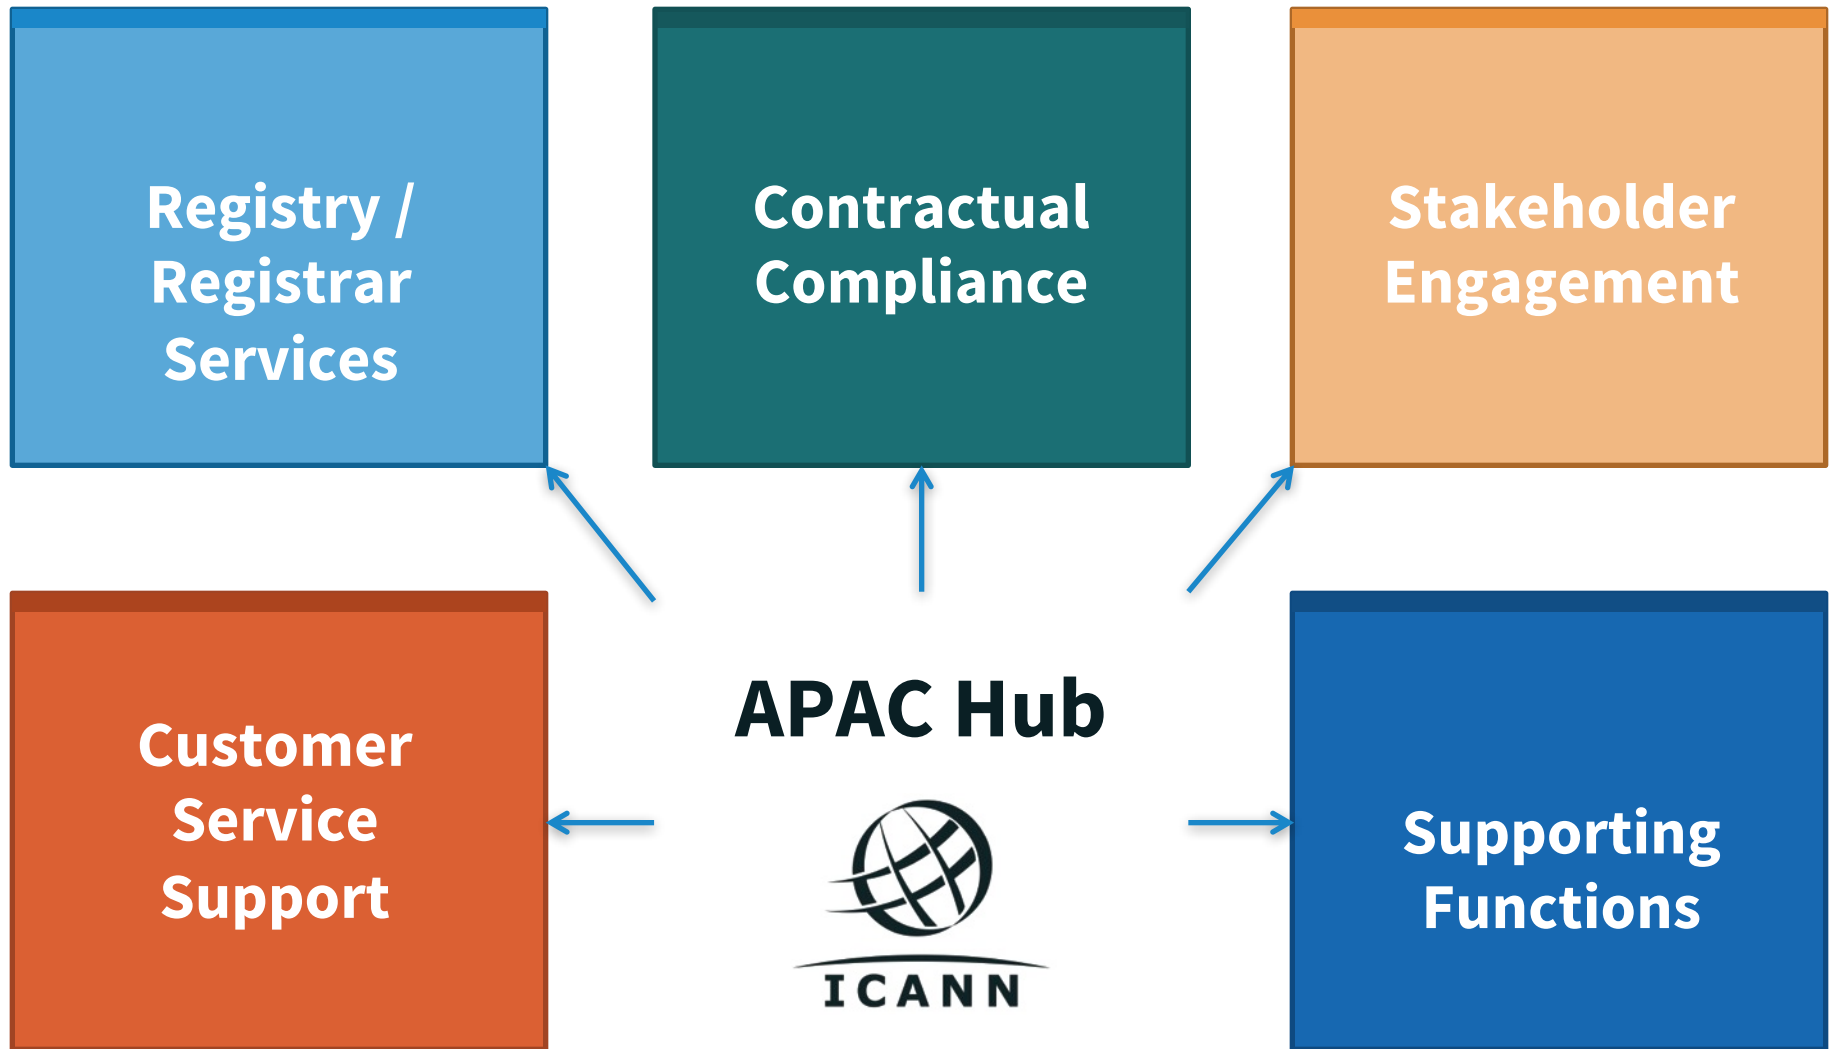 Registry /
Registrar
Services
Contractual
Compliance
Stakeholder
Engagement
Customer
Service
Support
APAC Hub
ICANN
Supporting
Functions